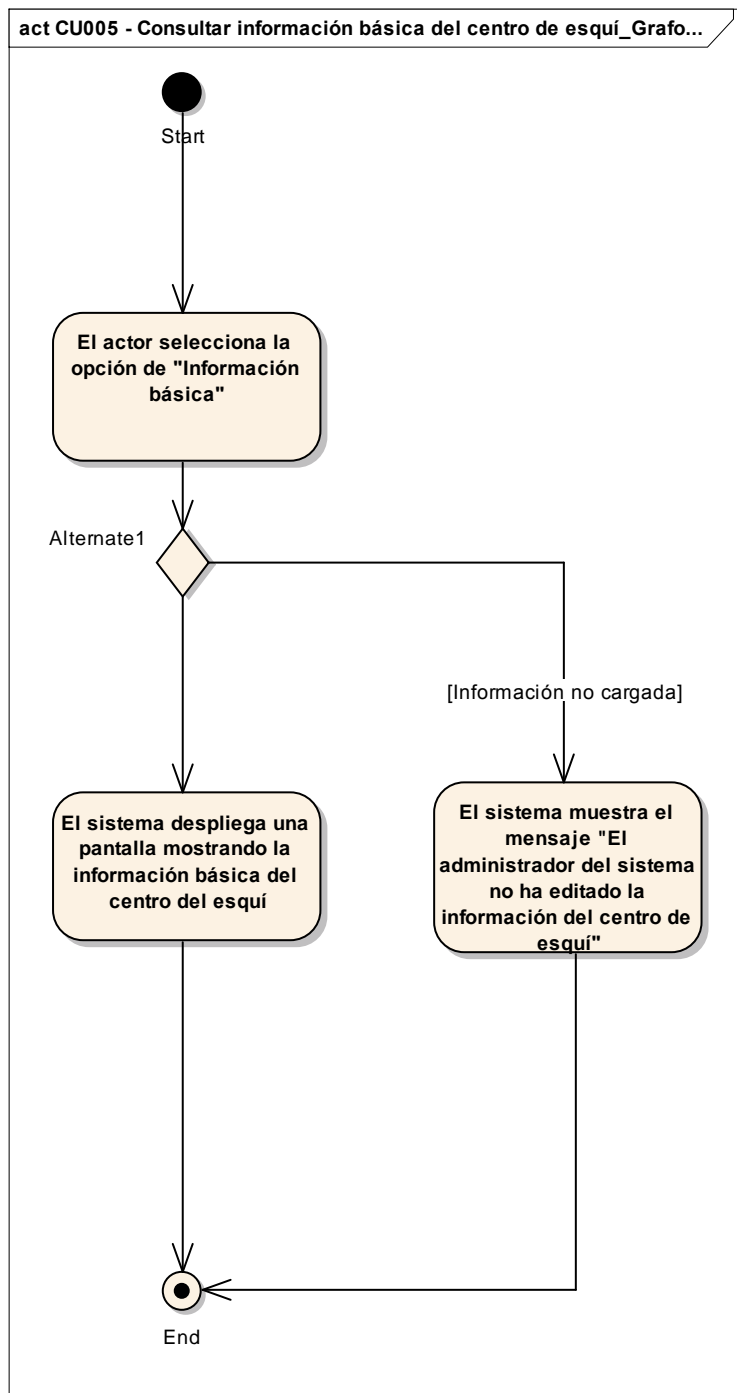 act CU005 - Consultar información básica del centro de esquí_Grafo...
Start
El actor selecciona la
opción de "Información
básica"
Alternate1
[Información no cargada]
El sistema despliega una
pantalla mostrando la
información básica del
centro del esquí
El sistema muestra el
mensaje "El
administrador del sistema
no ha editado la
información del centro de
esquí"
End